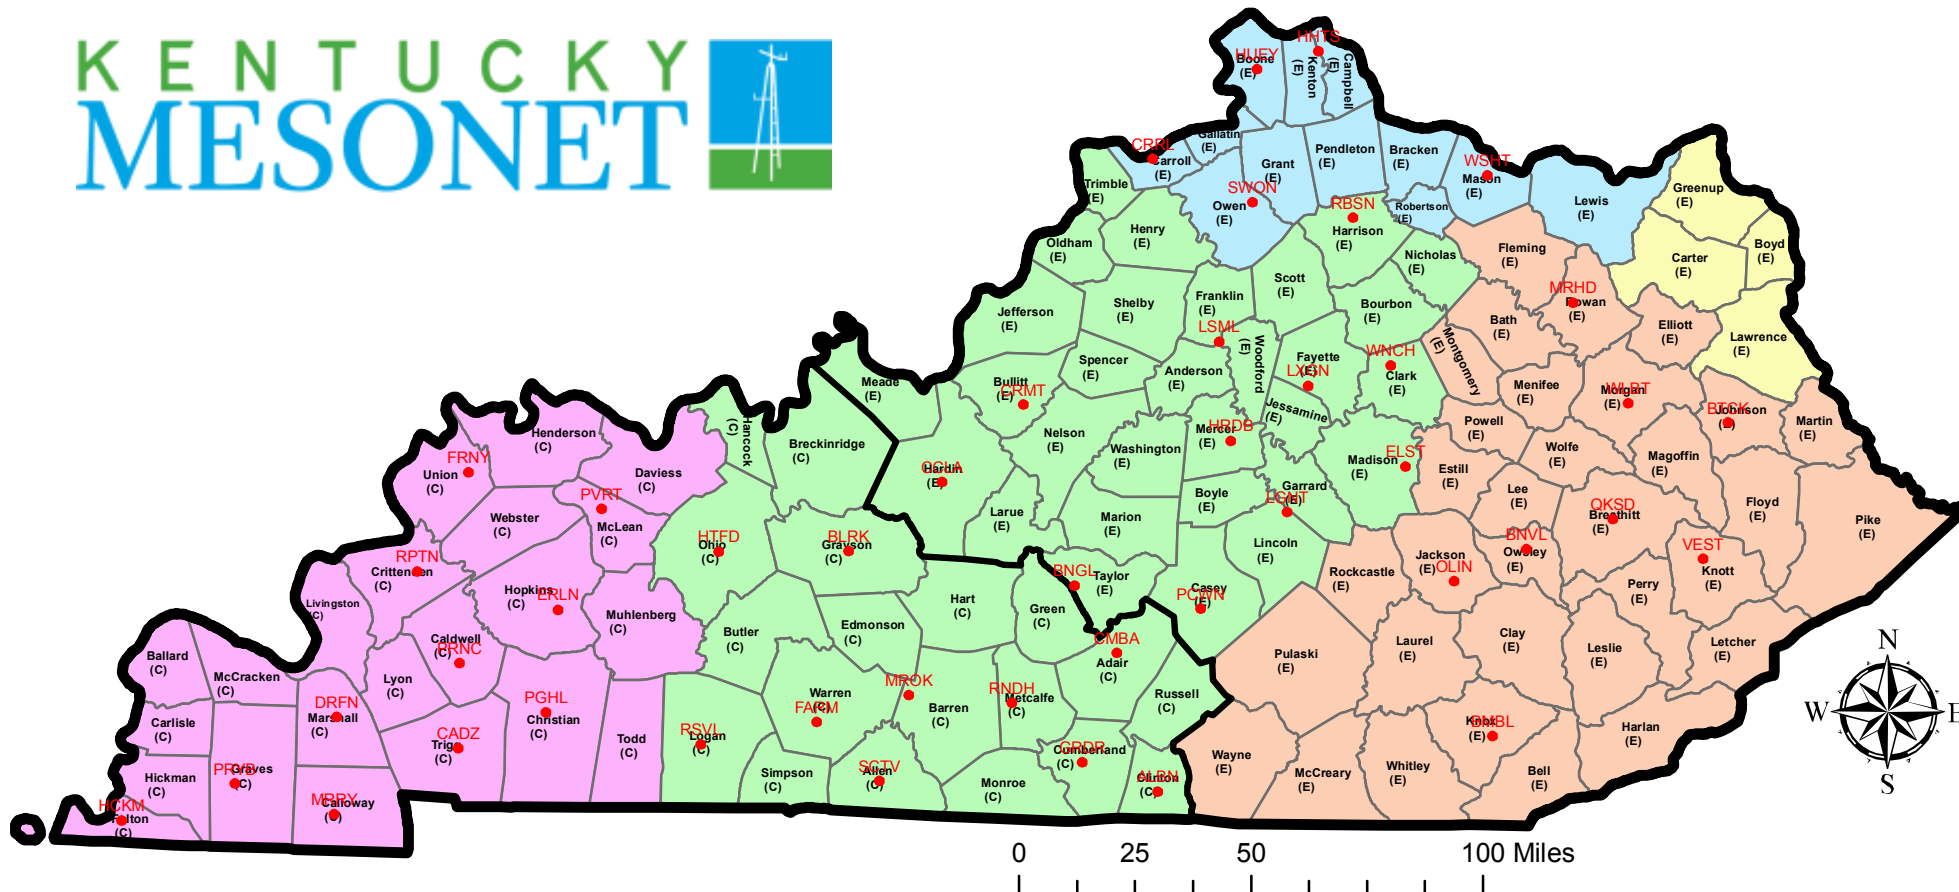 KENTUCKY
MESONET
HUEY
Boone
(E)
HHTS
Kenton
(E)
Campbell
(E)
CRRL
Carroll
(E)
Gallatin
(E)
Grant
(E)
Pendleton
(E)
Bracken
(E)
WSHT
Mason
(E)
Lewis
(E)
Greenup
(E)
Trimble
(E)
SWON
Owen
(E)
RBSN
Harrison
(E)
Robertson
(E)
Henry
(E)
Oldham
(E)
Nicholas
(E)
Fleming
(E)
Carter
(E)
Boyd
(E)
Scott
(E)
Franklin
(E)
Shelby
(E)
Jefferson
(E)
Bourbon
(E)
MRHD
Rowan
(E)
Bath
(E)
Elliott
(E)
Lawrence
(E)
LSML
Woodford
(E)
Montgomery
(E)
Spencer
(E)
Anderson
(E)
Fayette
(E)
LXGN
WNCH
Clark
(E)
Meade
(E)
Bullitt
(E)
CRMT
Menifee
(E)
WLBT
Morgan
(E)
BTCK
Johnson
(E)
Martin
(E)
Jessamine
(E)
Hancock
(C)
Breckinridge
(C)
Henderson
(C)
Nelson
(E)
Washington
(E)
HRDB
Mercer
(E)
Powell
(E)
Wolfe
(E)
Magoffin
(E)
FRNY
Union
(C)
Daviess
(C)
Hardin
(E)
Madison
(E)
ELST
Estill
(E)
Lee
(E)
PVRT
McLean
(C)
Webster
(C)
Larue
(E)
Marion
(E)
Boyle
(E)
Garrard
(E)
LGNT
QKSD
Breathitt
(E)
Floyd
(E)
Pike
(E)
HTFD
Ohio
(C)
BLRK
Grayson
(C)
Lincoln
(E)
Jackson
(E)
OLIN
BNVL
Owsley
(E)
VEST
Knott
(E)
RPTN
Crittenden
(C)
Hopkins
(C)
ERLN
BNGL
Taylor
(E)
Casey
(E)
PCWN
Rockcastle
(E)
Perry
(E)
Livingston
(C)
Muhlenberg
(C)
Hart
(C)
Green
(C)
Edmonson
(C)
Butler
(C)
Caldwell
(C)
PRNC
CMBA
Adair
(C)
Pulaski
(E)
Laurel
(E)
Clay
(E)
Leslie
(E)
Letcher
(E)
Ballard
(C)
McCracken
(C)
Lyon
(C)
DRFN
Marshall
(C)
PGHL
Christian
(C)
Warren
(C)
FARM
MROK
Barren
(C)
RNDH
Metcalfe
(C)
Russell
(C)
Carlisle
(C)
CADZ
Trigg
(C)
Todd
(C)
RSVL
Logan
(C)
Knox
(E)
BMBL
Harlan
(E)
Cumberland
(C)
Wayne
(E)
McCreary
(E)
Whitley
(E)
Bell
(E)
Hickman
(C)
PRYB
Graves
(C)
Simpson
(C)
SCTV
Allen
(C)
Monroe
(C)
ALBN
Clinton
(C)
HCKM
Fulton
(C)
MRRY
Calloway
(C)
N
W
E
S
0 25 50 100 Miles